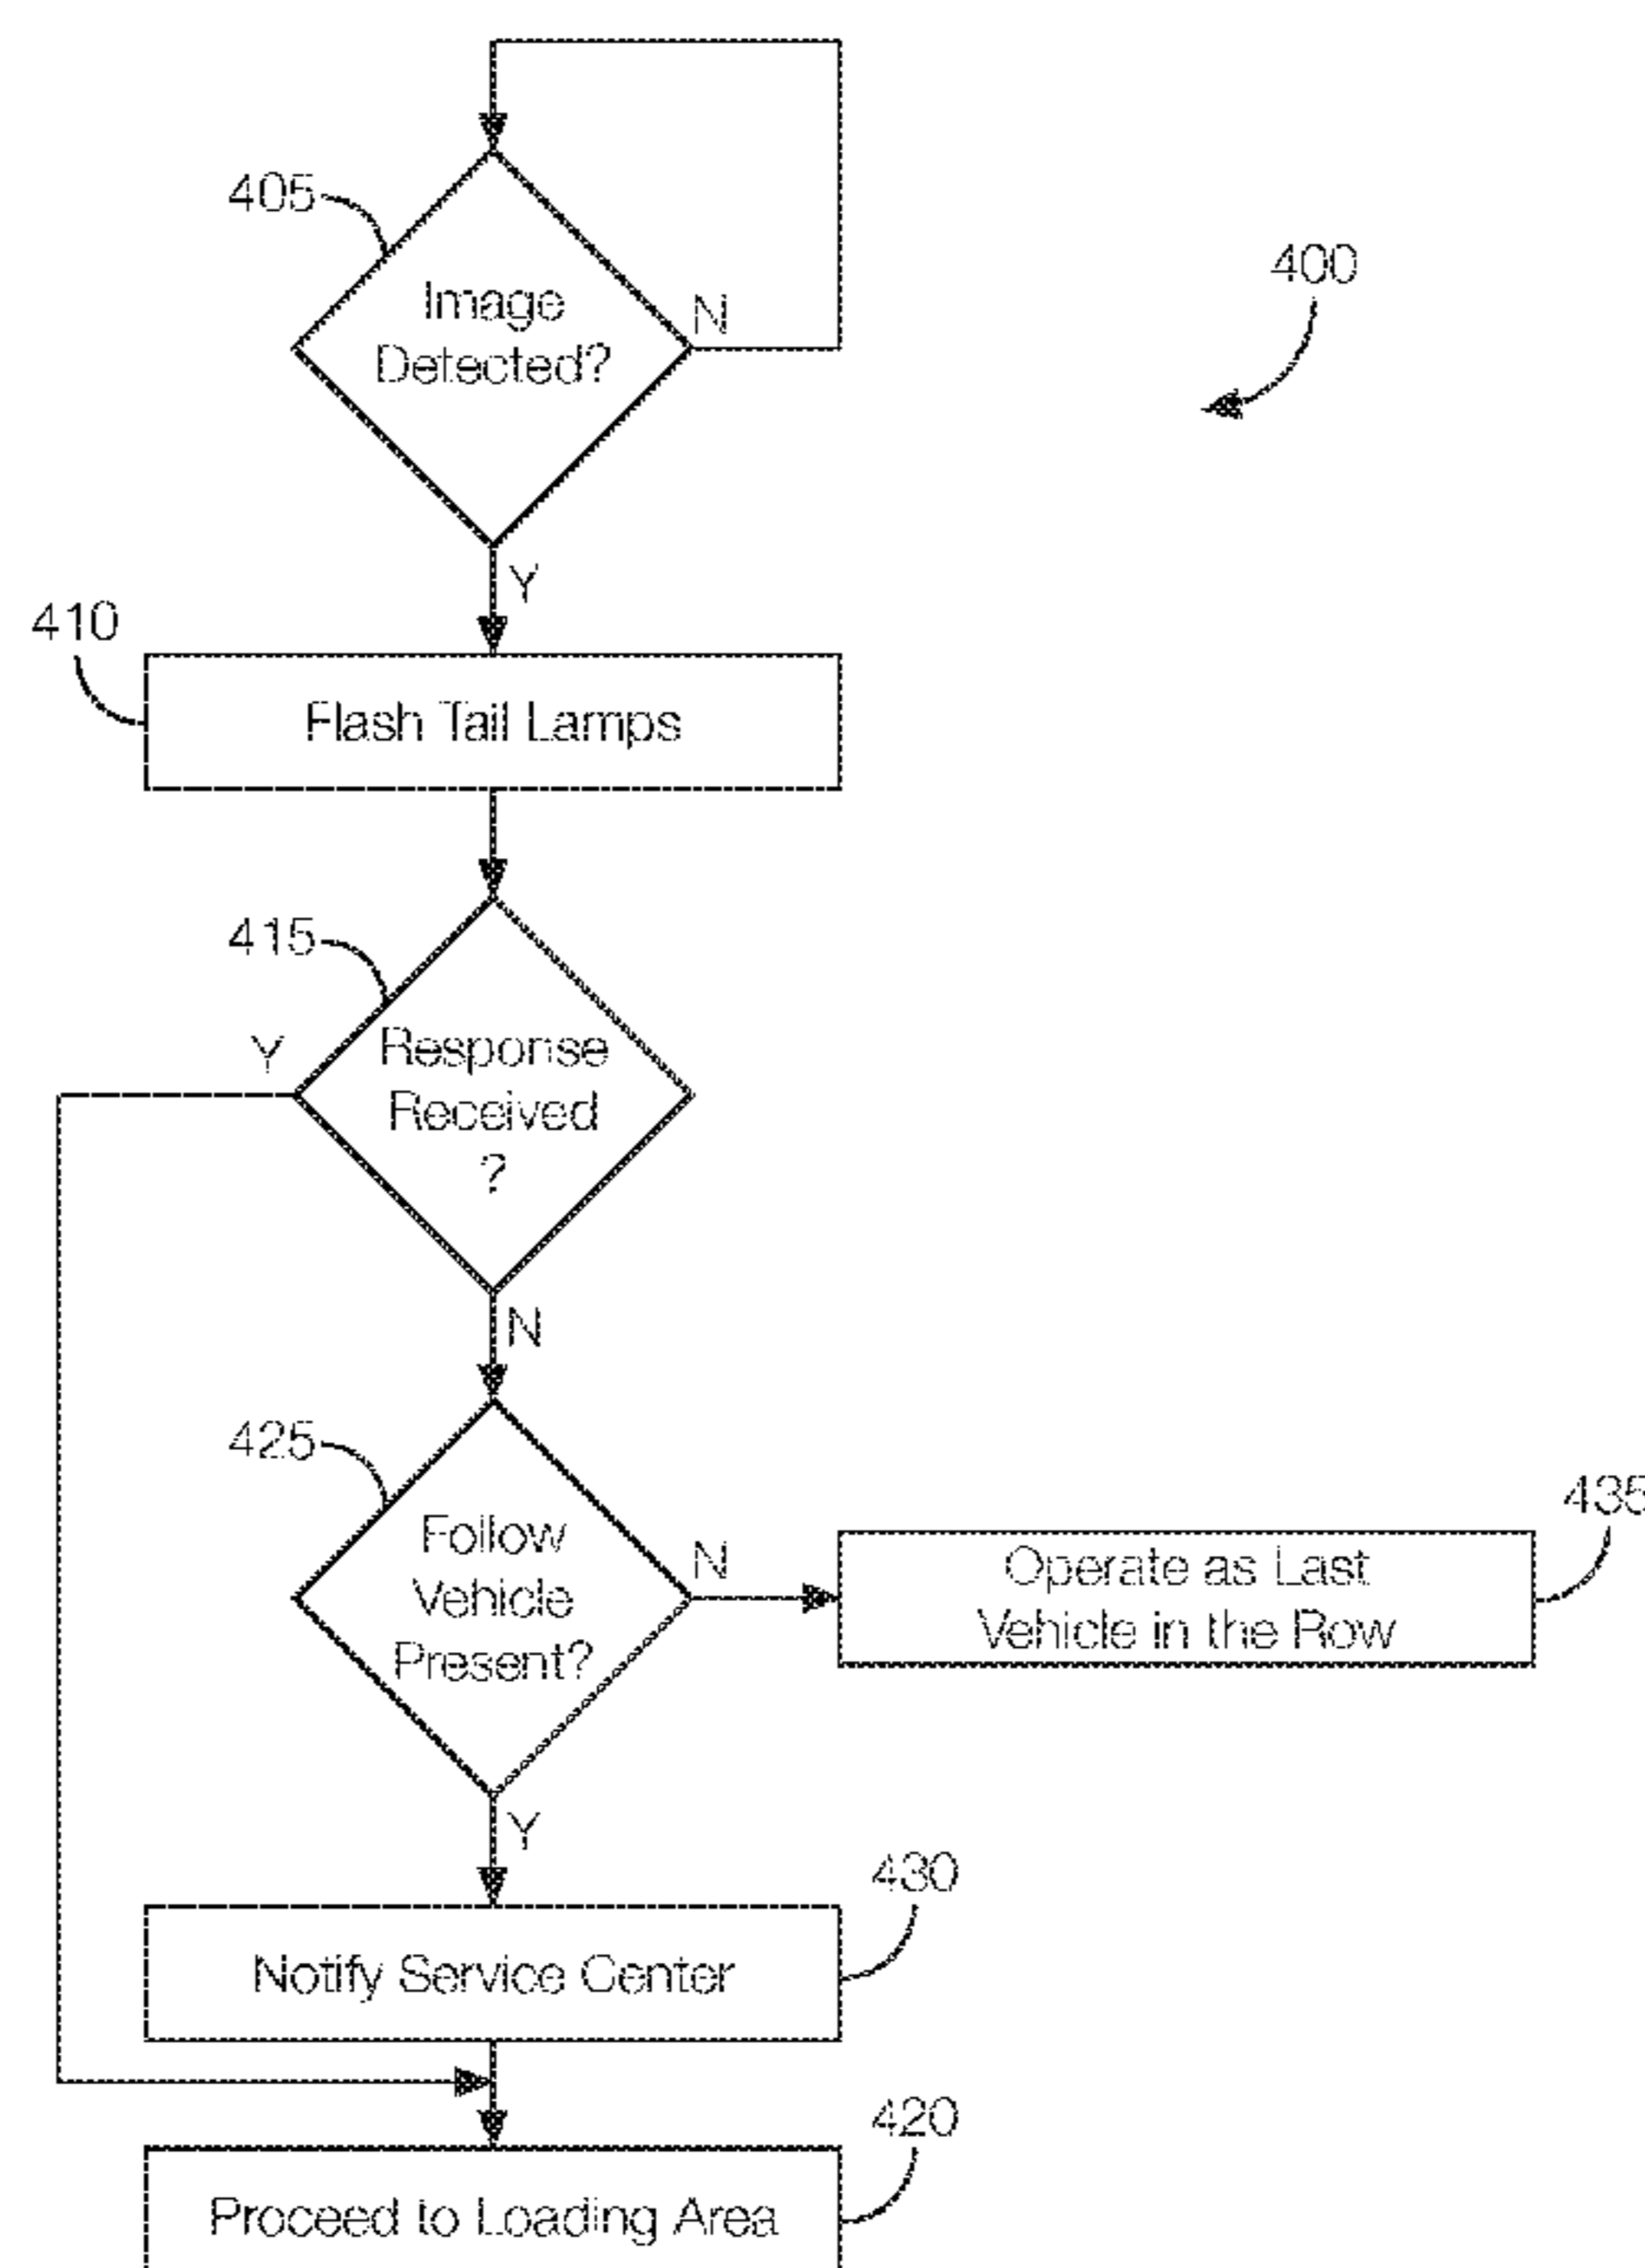 405
Image
Detected?
N
400
Y
410
Flash Tail Lamps
415
Y
Response
Received
?
N
425
Follow
Vehicle
Present?
N
435
Operate as Last
Vehicle in the Row
Y
430
Notify Service Center
420
Proceed to Loading Area